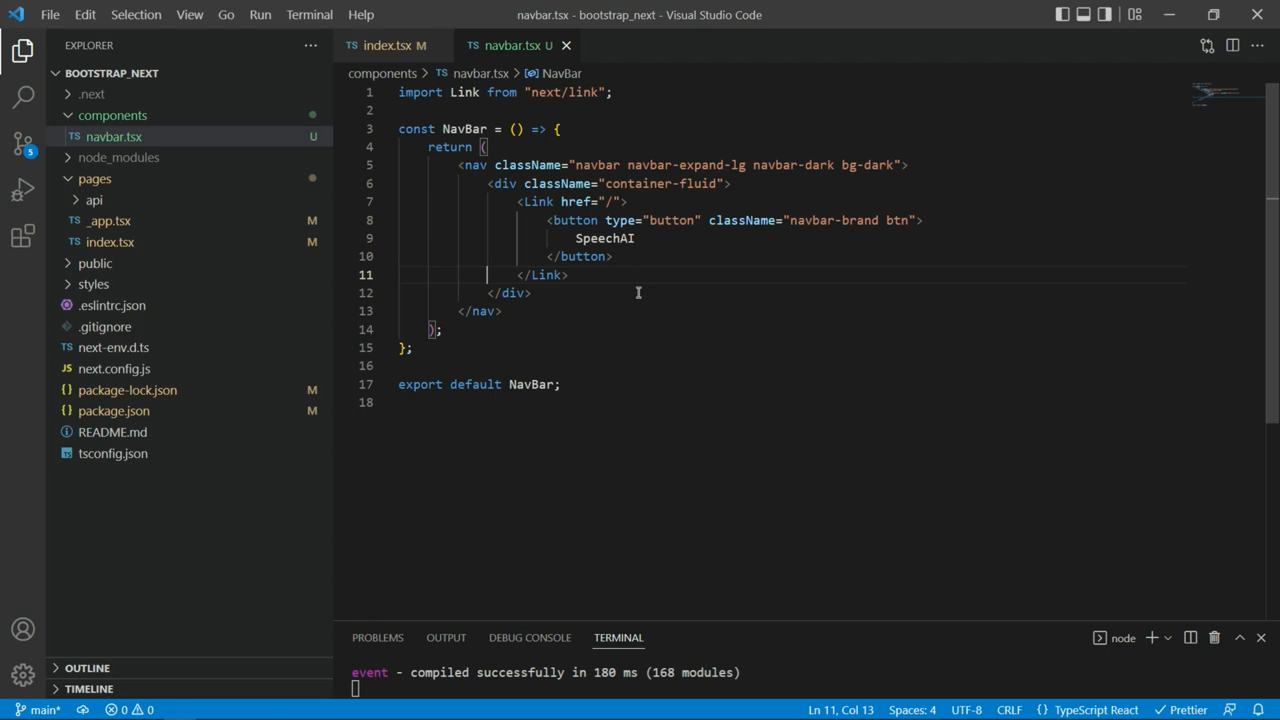 File Edit Selection View Go Run Terminal Help navbar.tsx - bootstrap_next - Visual Studio Code
EXPLORER
BOOTSTRAP_NEXT
.next
components
navbar.tsx U
node_modules
pages
api
_app.tsx M
index.tsx M
public
styles
.eslintrc.json
.gitignore
next-env.d.ts
next.config.js
package-lock.json M
package.json M
README.md
tsconfig.json
OUTLINE
TIMELINE
5
TS index.tsx M TS navbar.tsx U
components > TS navbar.tsx > NavBar
1 import Link from "next/link";
2
3 const NavBar = () => {
4 return (
5 <nav className="navbar navbar-expand-lg navbar-dark bg-dark">
6 <div className="container-fluid">
7 <Link href="/">
8 <button type="button" className="navbar-brand btn">
9 SpeechAI
10 </button>
11 </Link>
12 </div>
13 </nav>
14 );
15 };
16
17 export default NavBar;
18
PROBLEMS OUTPUT DEBUG CONSOLE TERMINAL node
event - compiled successfully in 180 ms (168 modules)
main* 0 0 Ln 11, Col 13 Spaces: 4 UTF-8 CRLF {} TypeScript React Prettier